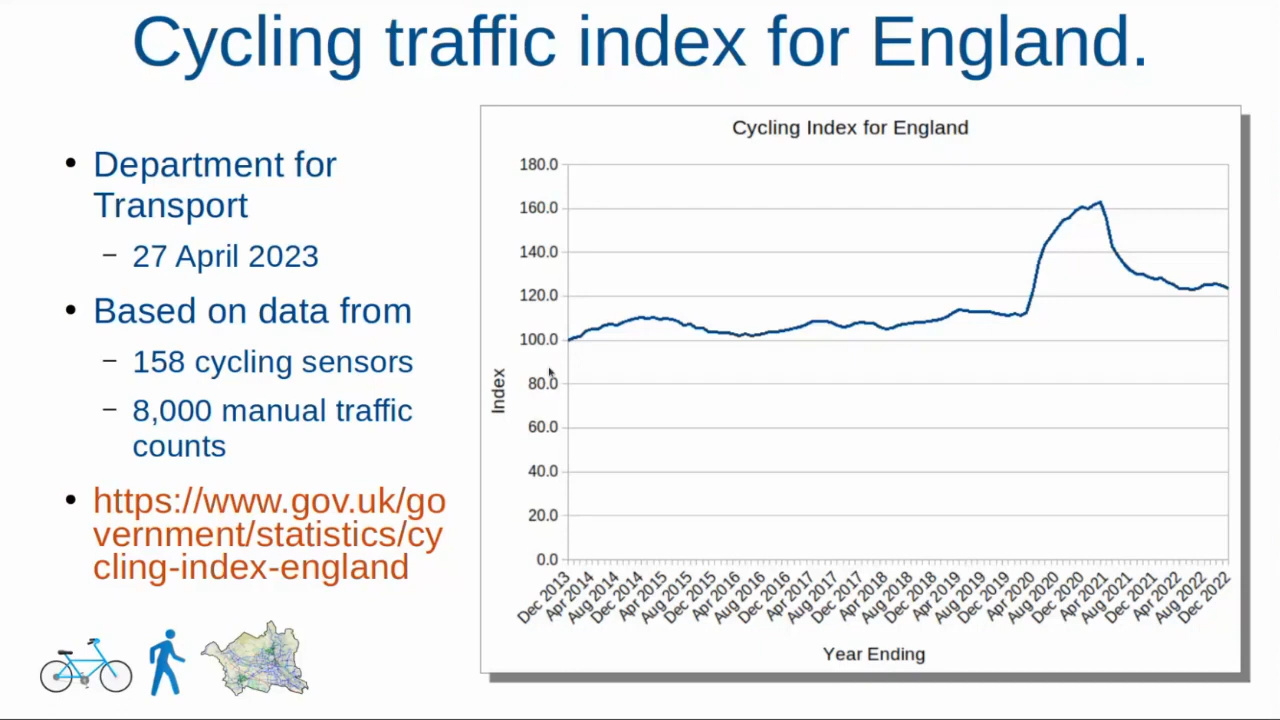 Cycling traffic index for England.
• Department for
Transport
– 27 April 2023
• Based on data from
– 158 cycling sensors
– 8,000 manual traffic
counts
• https://www.gov.uk/go
vernment/statistics/cy
cling-index-england
Cycling Index for England
180.0
160.0
140.0
120.0
100.0
80.0
60.0
40.0
20.0
0.0
Index
Dec 2013
Apr 2014
Aug 2014
Dec 2014
Apr 2015
Aug 2015
Dec 2015
Apr 2016
Aug 2016
Dec 2016
Apr 2017
Aug 2017
Dec 2017
Apr 2018
Aug 2018
Dec 2018
Apr 2019
Aug 2019
Dec 2019
Apr 2020
Aug 2020
Dec 2020
Apr 2021
Aug 2021
Dec 2021
Apr 2022
Aug 2022
Dec 2022
Year Ending